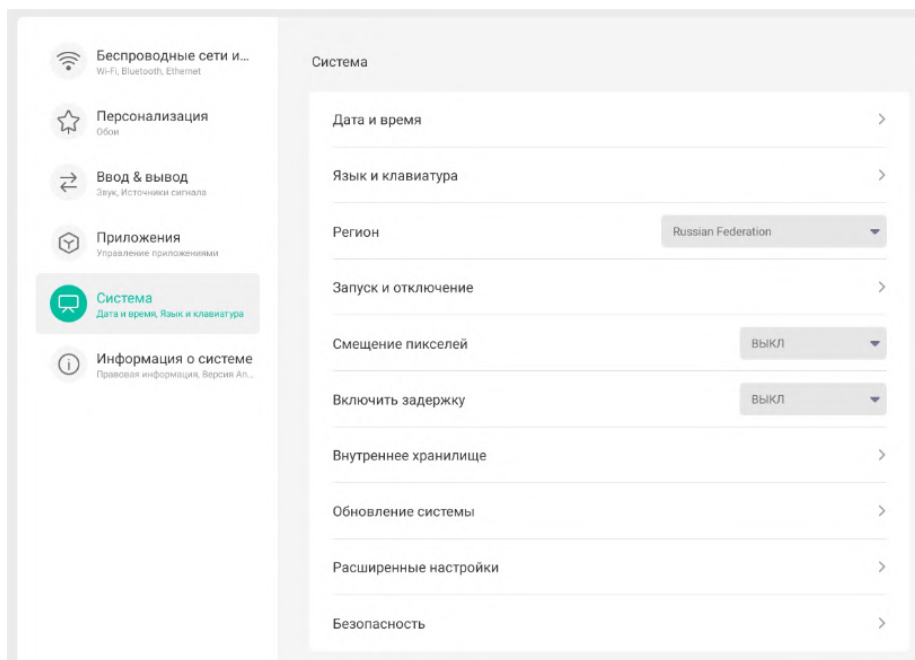 Беспроводные сети и...
Wi-Fi, Bluetooth, Ethernet
Персонализация
Обои
Ввод & вывод
Звук, Источники сигнала
Приложения
Управление приложениями
Система
Дата и время, Язык и клавиатура
Информация о системе
Правовая информация, Версия An...
Система
Дата и время
Язык и клавиатура
Регион
Russian Federation
Запуск и отключение
Смещение пикселей
ВЫКЛ
Включить задержку
ВЫКЛ
Внутреннее хранилище
Обновление системы
Расширенные настройки
Безопасность